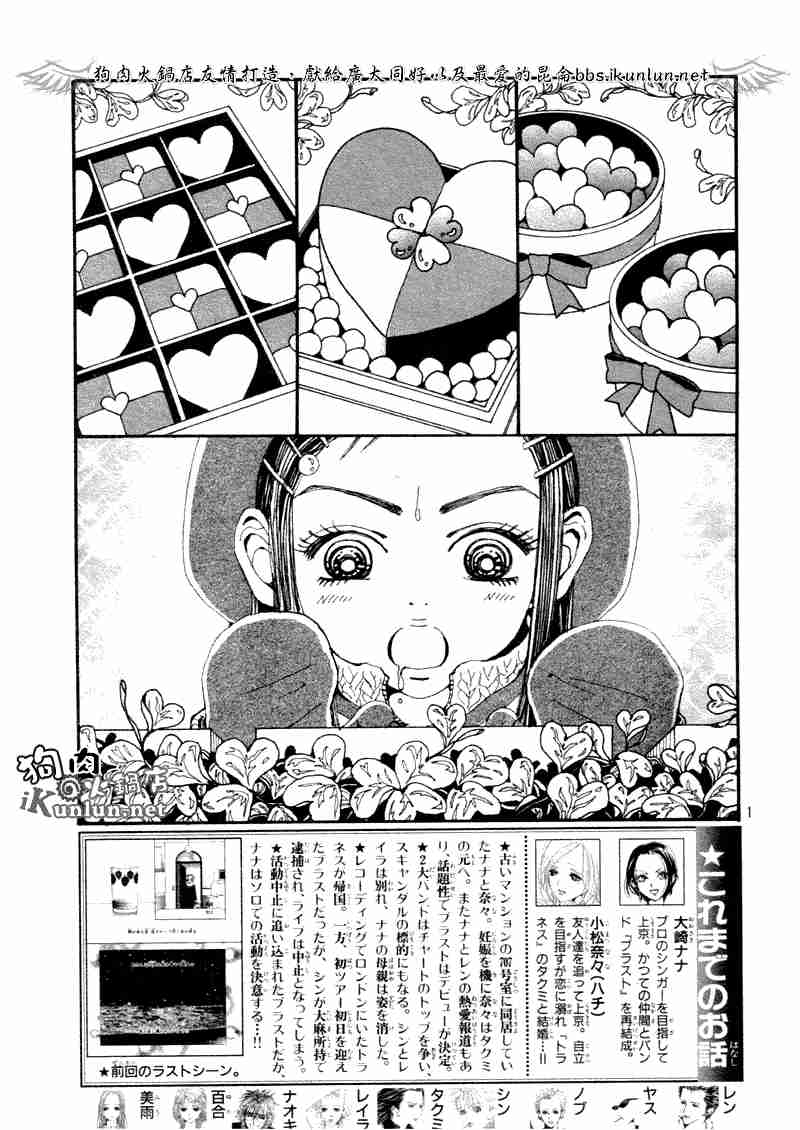 狗肉火鍋店友情打造，獻給廣大同好以及最愛的昆侖bbs.ikunlun.net
狗肉
火鍋店
iKunlun.net
1
★これまでのお話
はなし
大崎ナナ
プロのシンガーを目指して
上京。かつての仲間とバン
ド「ブラスト」を再結成。
小松奈々(ハチ)
友人達を追って上京。自立
を目指すが恋に溺れ「トラ
ネス」のタクミと結婚…!!
★古いマンションの707号室に同居してい
たナナと奈々。妊娠を機に奈々はタクミ
の元へ。またナナとレンの熱愛報道もあ
り、話題性でブラストはデビューが決定。
★2大バンドはチャートのトップを争い、
スキャンダルの標的にもなる。シンとレ
イラは別れ、ナナの母親は姿を消した。
★レコーディングでロンドンにいたトラ
ネスが帰国。一方、初ツアー初日を迎え
たブラストだったが、シンが大麻所持で
逮捕され、ライブは中止となってしまう。
★活動中止に追い込まれたブラストだが、
ナナはソロでの活動を決意する…!!
★前回のラストシーン。
レン
ヤス
ノブ
シン
タクミ
レイラ
ナオキ
百合
美雨